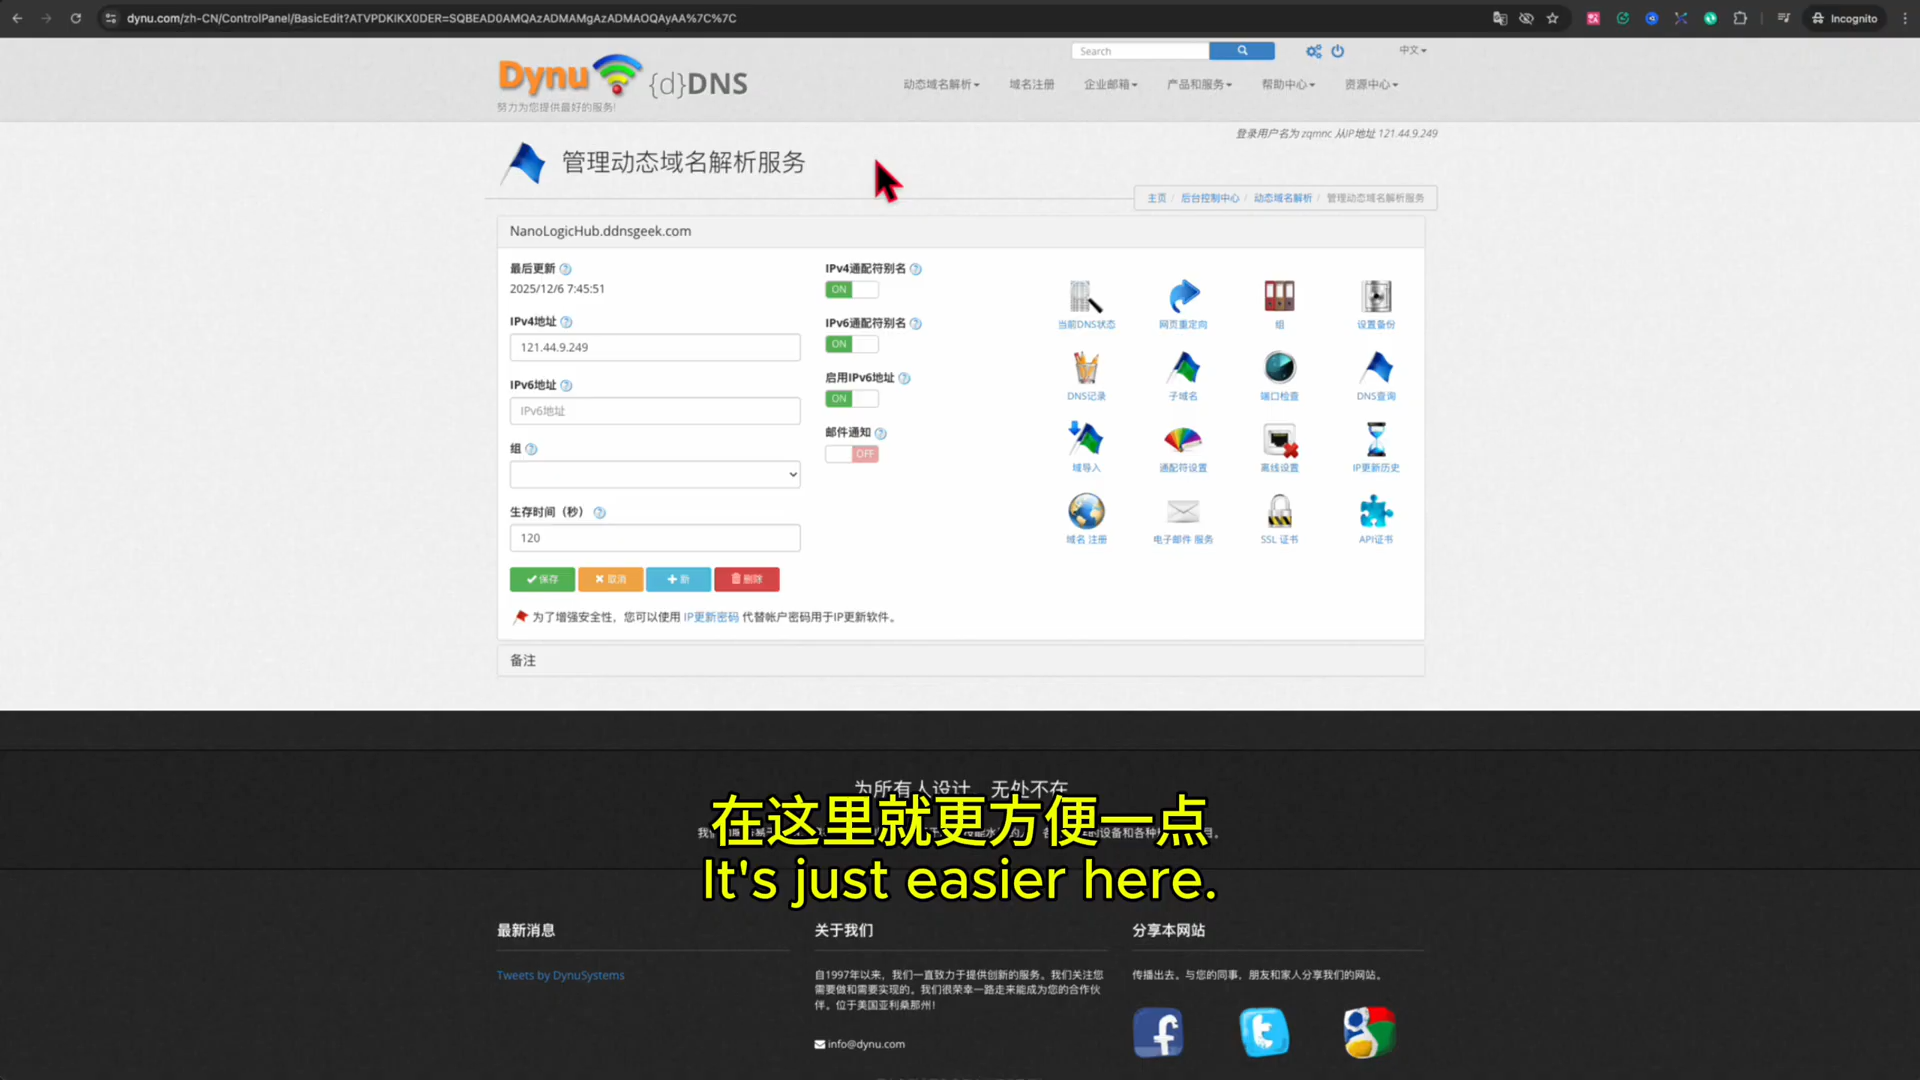 dynu.com/zh-CN/ControlPanel/BasicEdit?ATVPDKIKX0DER=SQBEAD0AMQAzADMAMgAzADMAOQAyAA%7C%7C
Incognito
Search
中文
Dynu {d}DNS
努力为您提供最好的服务!
动态域名解析 域名注册 企业邮箱 产品和服务 帮助中心 资源中心
登录用户名为 zqmnc 从IP地址 121.44.9.249
管理动态域名解析服务
主页 / 后台控制中心 / 动态域名解析 / 管理动态域名解析服务
NanoLogicHub.ddnsgeek.com
最后更新
2025/12/6 7:45:51
IPv4地址
121.44.9.249
IPv6地址
IPv6地址
组
生存时间（秒）
120
IPv4通配符别名
ON
IPv6通配符别名
ON
启用IPv6地址
ON
邮件通知
OFF
当前DNS状态 网页重定向 组 设置备份
DNS记录 子域名 端口检查 DNS查询
域导入 通配符设置 离线设置 IP更新历史
域名 注册 电子邮件 服务 SSL 证书 API证书
保存 取消 新 删除
为了增强安全性，您可以使用 IP更新密码 代替帐户密码用于IP更新软件。
备注
为所有人设计，无处不在
在这里就更方便一点
It's just easier here.
最新消息
Tweets by DynuSystems
关于我们
自1997年以来，我们一直致力于提供创新的服务。我们关注您
需要做和需要实现的。我们很荣幸一路走来能成为您的合作伙
伴。位于美国亚利桑那州!
info@dynu.com
分享本网站
传播出去。与您的同事，朋友和家人分享我们的网站。